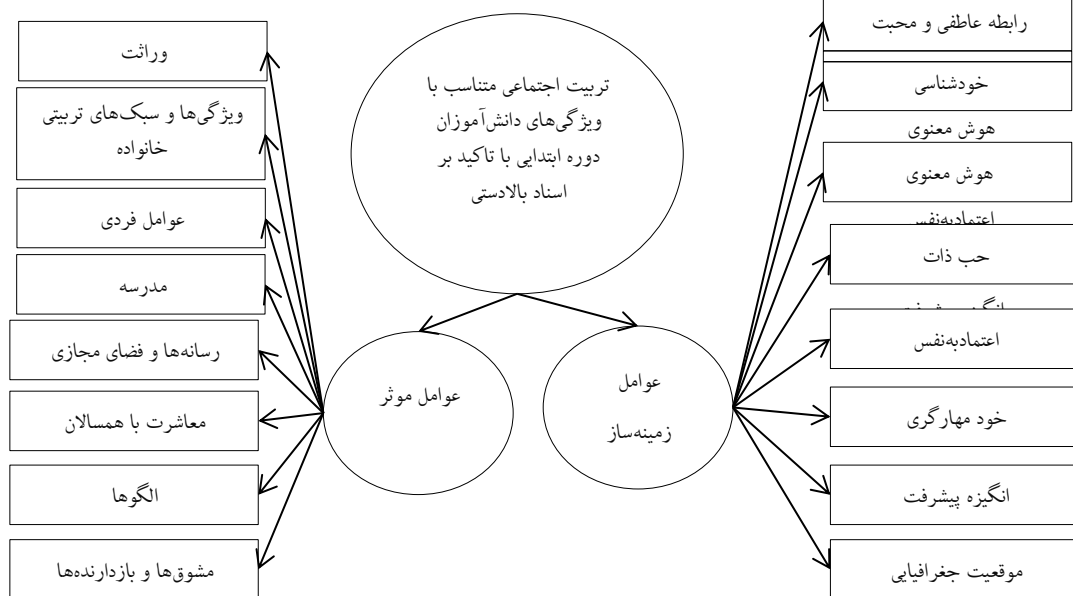 رابطه عاطفی و محبت
خودشناسی
هوش معنوی
هوش معنوی
اعتمادبه‌نفس
حب ذات
اعتمادبه‌نفس
خود مهارگری
انگیزه پیشرفت
موقعیت جغرافیایی
تربیت اجتماعی متناسب با
ویژگی‌های دانش‌آموزان
دوره ابتدایی با تاکید بر
اسناد بالادستی
عوامل
زمینه‌ساز
عوامل موثر
وراثت
ویژگی‌ها و سبک‌های تربیتی
خانواده
عوامل فردی
مدرسه
رسانه‌ها و فضای مجازی
معاشرت با همسالان
الگوها
مشوق‌ها و بازدارنده‌ها